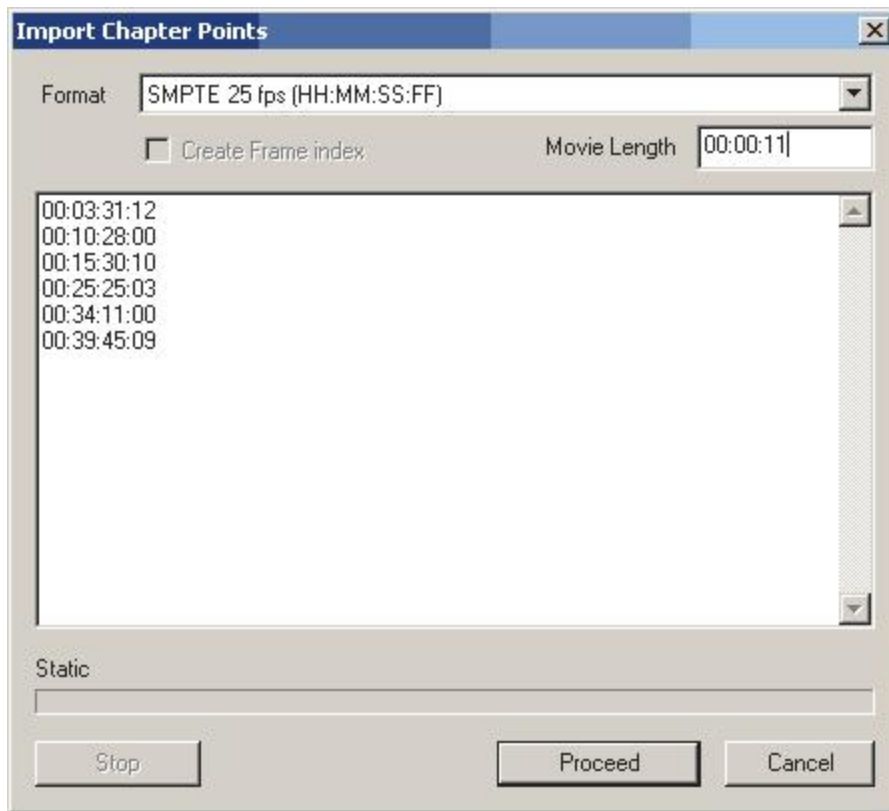 Import Chapter Points
Format SMPTE 25 fps (HH:MM:SS:FF)
Create Frame index Movie Length 00:00:11
00:03:31:12
00:10:28:00
00:15:30:10
00:25:25:03
00:34:11:00
00:39:45:09
Static
Stop Proceed Cancel